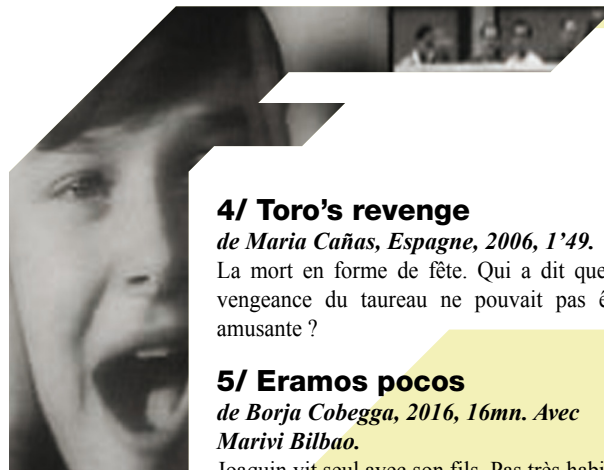 4/ Toro’s revenge
de Maria Cañas, Espagne, 2006, 1’49.
La mort en forme de fête. Qui a dit que
vengeance du taureau ne pouvait pas
amusante ?
5/ Eramos pocos
de Borja Cobegga, 2016, 16mn. Avec
Marivi Bilbao.
Joaquin vit seul avec son fils. Pas très